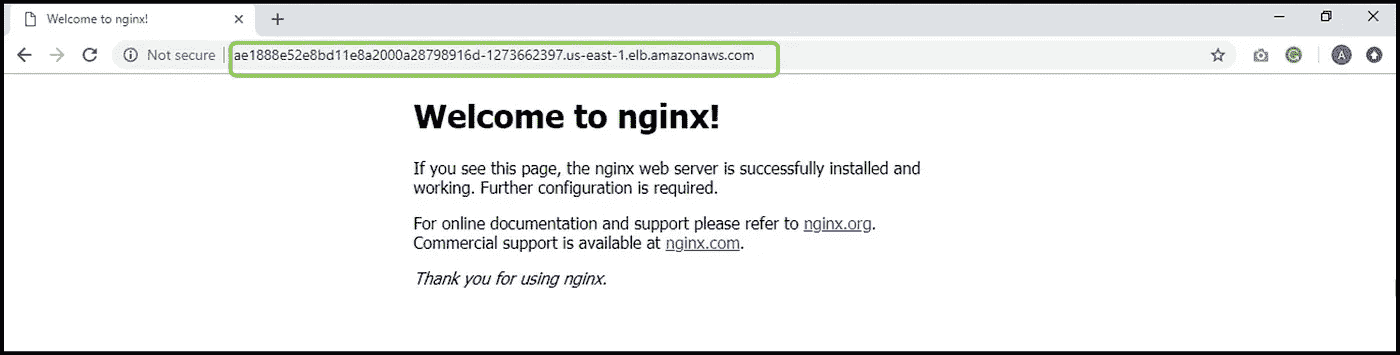 Welcome to nginx!
Not secure
ae1888e52e8bd11e8a2000a28798916d-1273662397.us-east-1.elb.amazonaws.com
A
Welcome to nginx!
If you see this page, the nginx web server is successfully installed and
working. Further configuration is required.
For online documentation and support please refer to nginx.org.
Commercial support is available at nginx.com.
Thank you for using nginx.